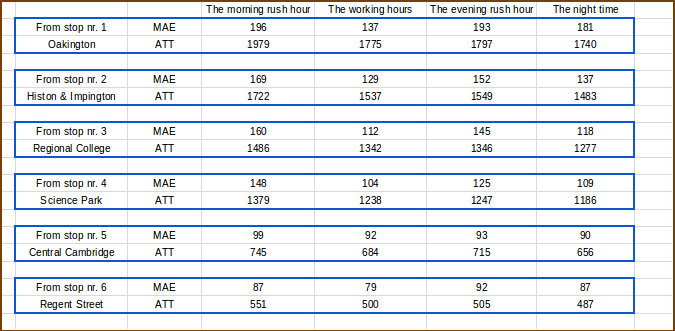 The morning rush hour The working hours The evening rush hour The night time
From stop nr. 1 MAE 196 137 193 181
Oakington ATT 1979 1775 1797 1740
From stop nr. 2 MAE 169 129 152 137
Histon & Impington ATT 1722 1537 1549 1483
From stop nr. 3 MAE 160 112 145 118
Regional College ATT 1486 1342 1346 1277
From stop nr. 4 MAE 148 104 125 109
Science Park ATT 1379 1238 1247 1186
From stop nr. 5 MAE 99 92 93 90
Central Cambridge ATT 745 684 715 656
From stop nr. 6 MAE 87 79 92 87
Regent Street ATT 551 500 505 487